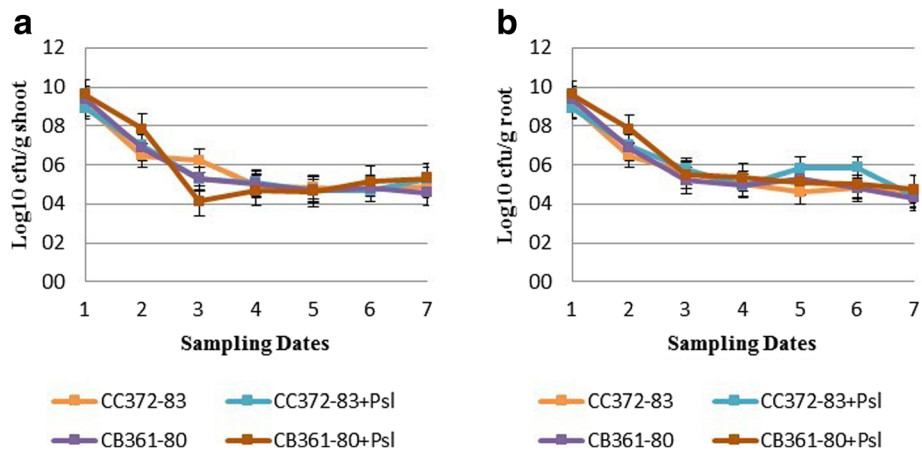 a
12
10
08
06
04
02
00
Log10 cfu/g shoot
1 2 3 4 5 6 7
Sampling Dates
CC372-83
CC372-83+Psl
CB361-80
CB361-80+Psl
b
12
10
08
06
04
02
00
Log10 cfu/g root
1 2 3 4 5 6 7
Sampling Dates
CC372-83
CC372-83+Psl
CB361-80
CB361-80+Psl